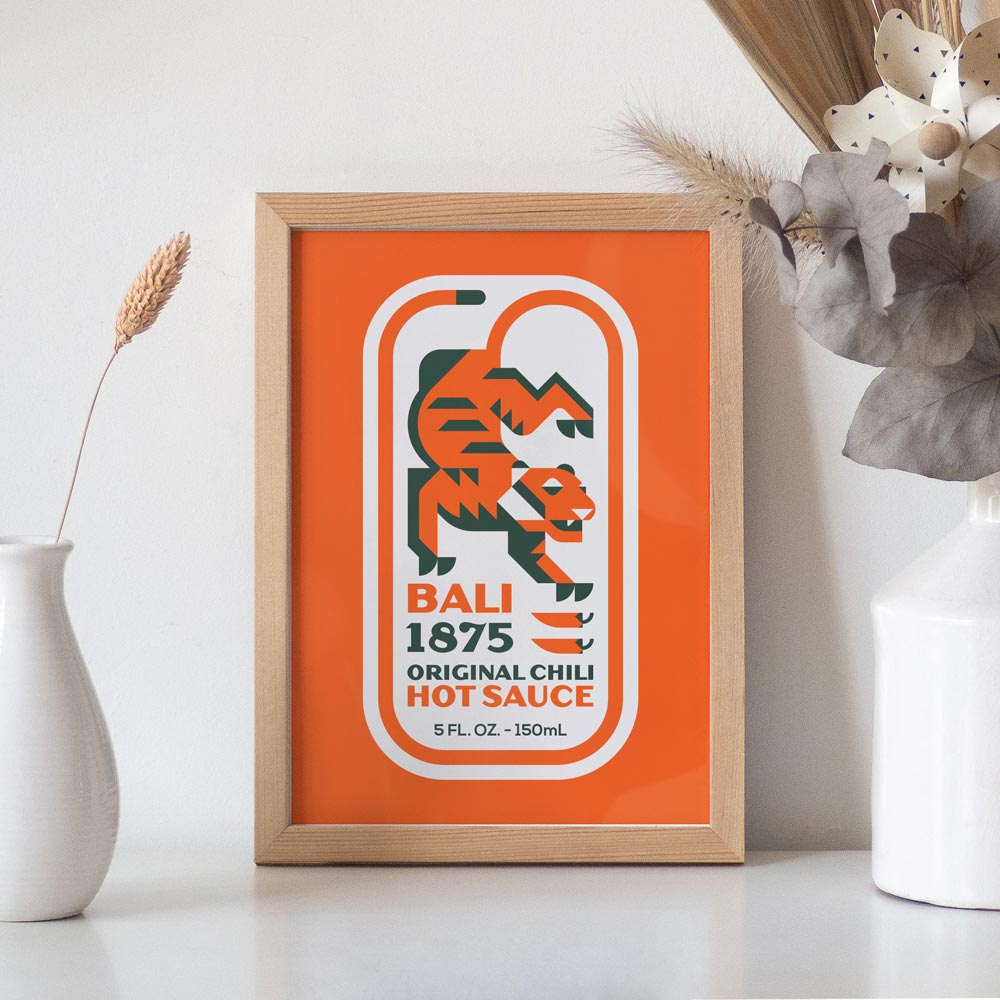 BALI
1875
ORIGINAL CHILI
HOT SAUCE
5 FL. OZ. - 150mL